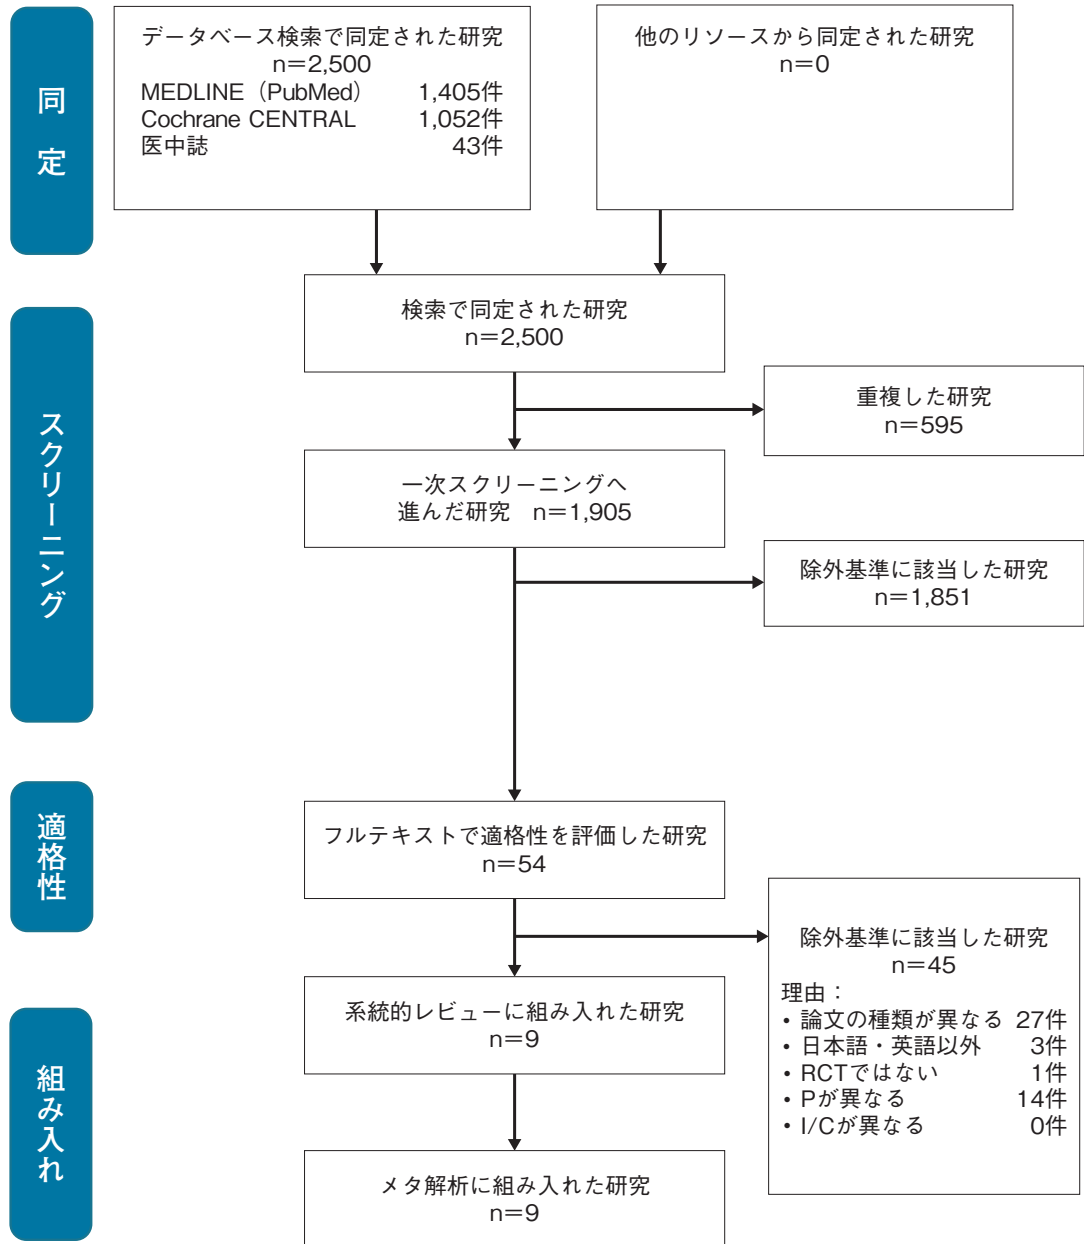 同定
データベース検索で同定された研究
n＝2,500
MEDLINE（PubMed） 1,405件
Cochrane CENTRAL 1,052件
医中誌 43件
他のリソースから同定された研究
n＝0
スクリーニング
検索で同定された研究
n＝2,500
重複した研究
n＝595
一次スクリーニングへ
進んだ研究 n＝1,905
除外基準に該当した研究
n＝1,851
適格性
フルテキストで適格性を評価した研究
n＝54
除外基準に該当した研究
n＝45
理由：
・論文の種類が異なる 27件
・日本語・英語以外 3件
・RCTではない 1件
・Pが異なる 14件
・I/Cが異なる 0件
組み入れ
系統的レビューに組み入れた研究
n＝9
メタ解析に組み入れた研究
n＝9